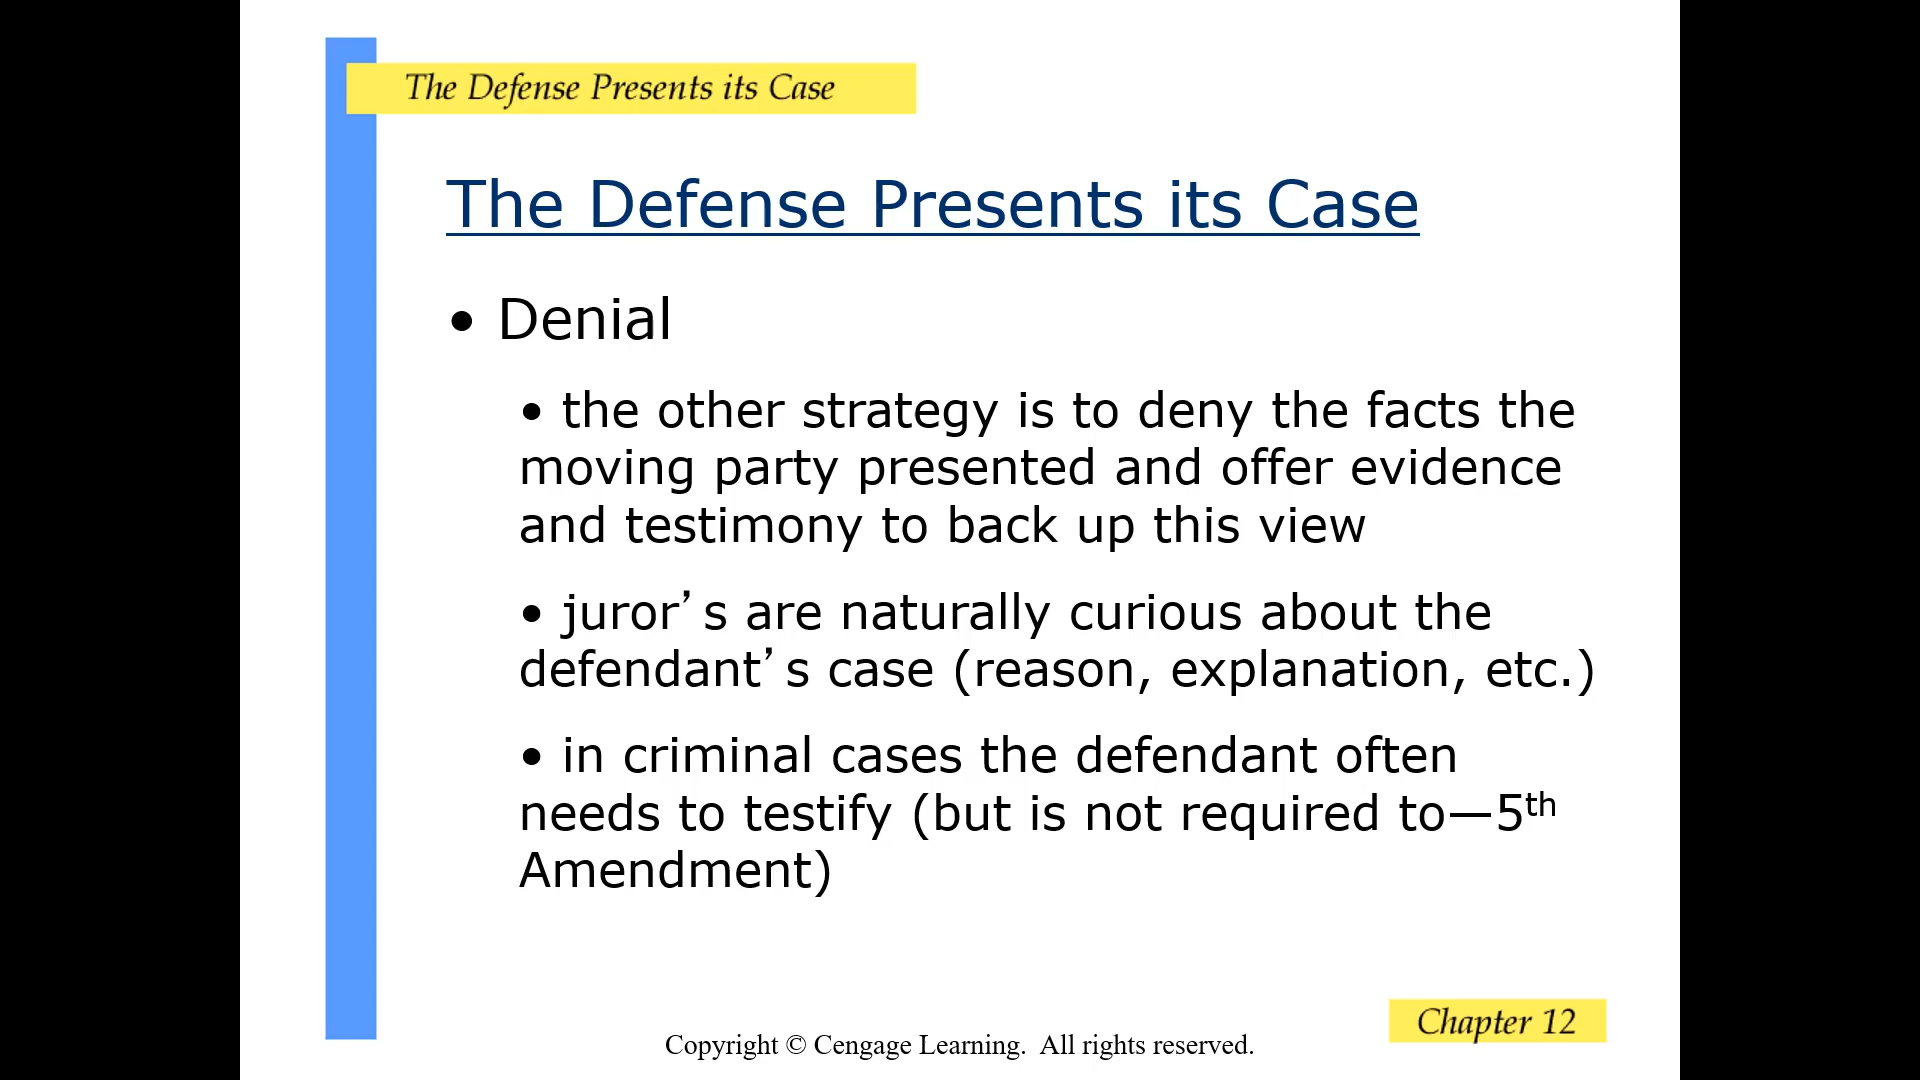 The Defense Presents its Case
The Defense Presents its Case
• Denial
• the other strategy is to deny the facts the
moving party presented and offer evidence
and testimony to back up this view
• juror’s are naturally curious about the
defendant’s case (reason, explanation, etc.)
• in criminal cases the defendant often
needs to testify (but is not required to—5th
Amendment)
Chapter 12
Copyright © Cengage Learning. All rights reserved.